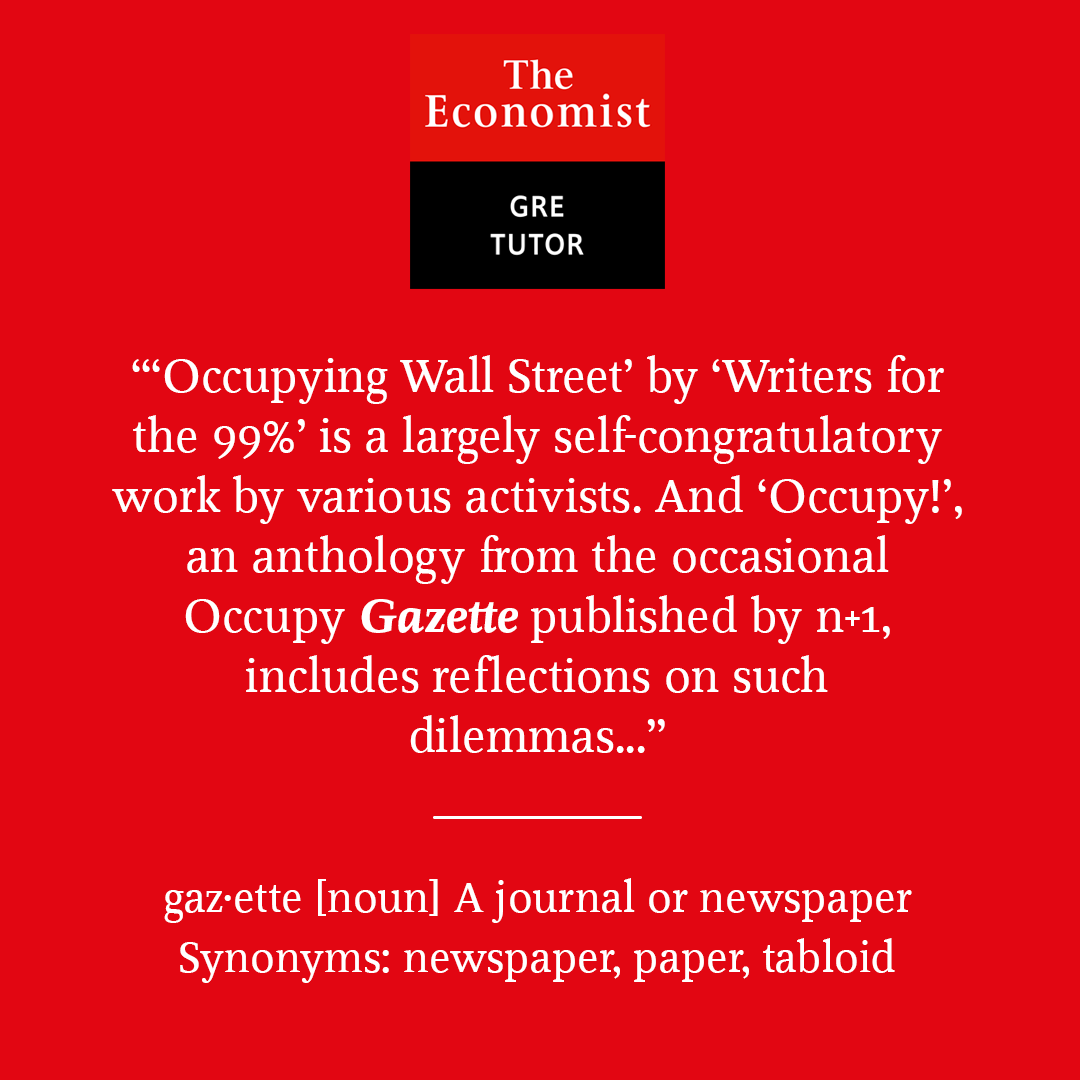 The
Economist
GRE
TUTOR
“‘Occupying Wall Street’ by ‘Writers for
the 99%’ is a largely self-congratulatory
work by various activists. And ‘Occupy!’,
an anthology from the occasional
Occupy Gazette published by n+1,
includes reflections on such
dilemmas...”
gaz·ette [noun] A journal or newspaper
Synonyms: newspaper, paper, tabloid